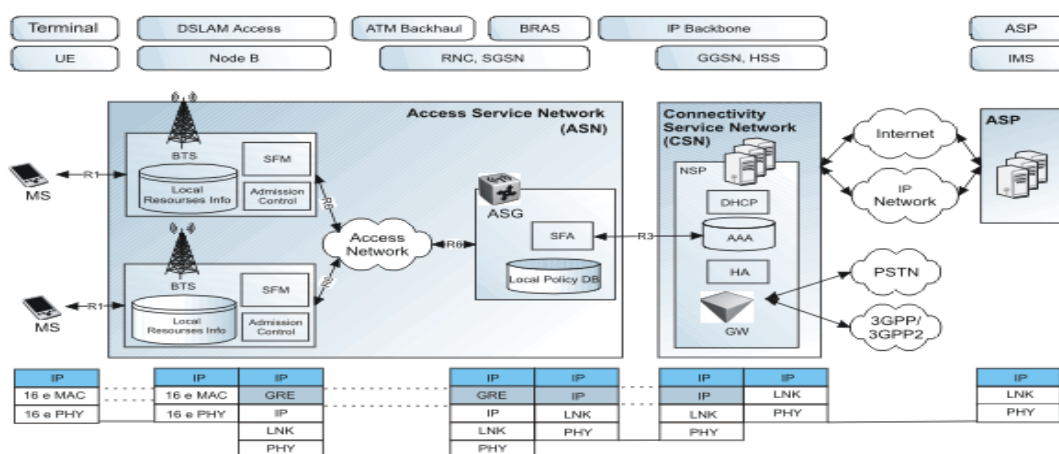 Terminal
DSLAM Access
ATM Backhaul
BRAS
IP Backbone
ASP
UE
Node B
RNC, SGSN
GGSN, HSS
IMS
Access Service Network
(ASN)
BTS
SFM
Local
Resourses Info
Admission
Control
MS
R1
R6
BTS
SFM
Local
Resourses Info
Admission
Control
MS
R1
R6
Access
Network
R6
ASG
SFA
Local Policy DB
R3
Connectivity
Service Network
(CSN)
NSP
DHCP
AAA
HA
GW
Internet
IP
Network
PSTN
3GPP/
3GPP2
ASP
IP
16 e MAC
16 e PHY
IP
16 e MAC
16 e PHY
IP
GRE
IP
LNK
PHY
IP
GRE
IP
LNK
PHY
IP
IP
LNK
PHY
IP
IP
LNK
PHY
IP
LNK
PHY
IP
LNK
PHY